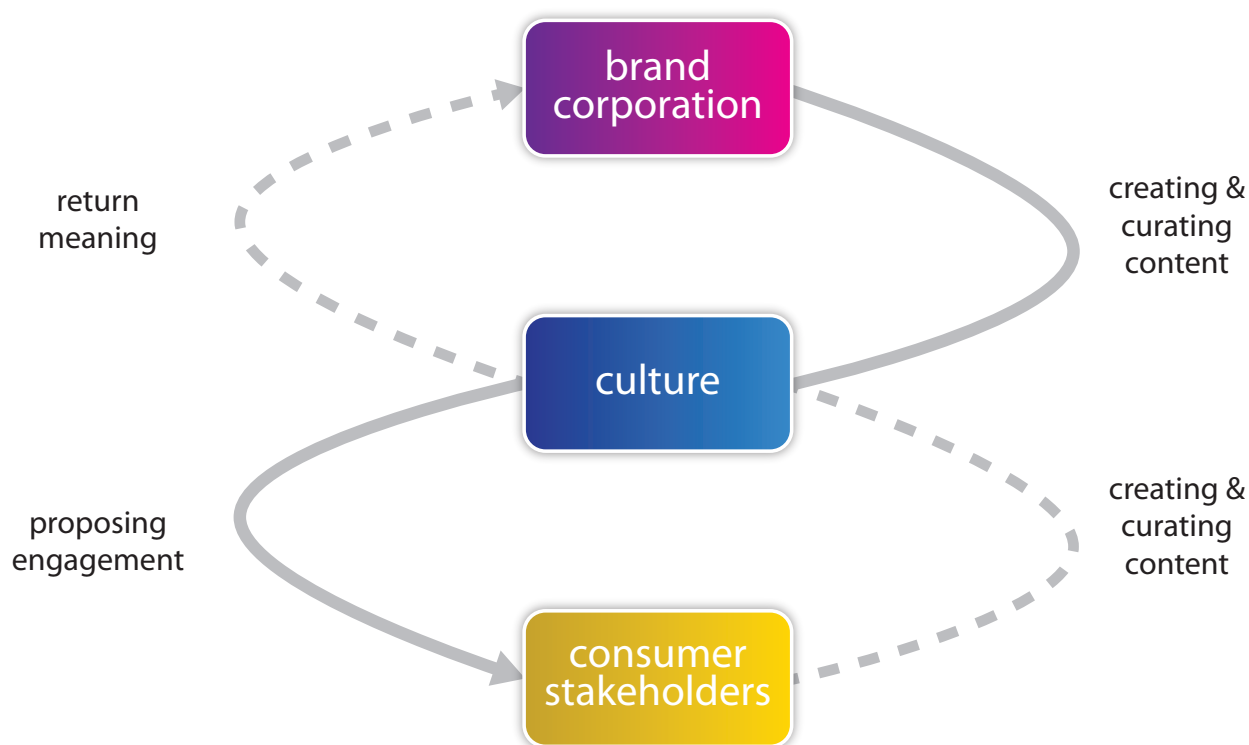 brand
corporation
return
meaning
creating &
curating
content
culture
proposing
engagement
creating &
curating
content
consumer
stakeholders